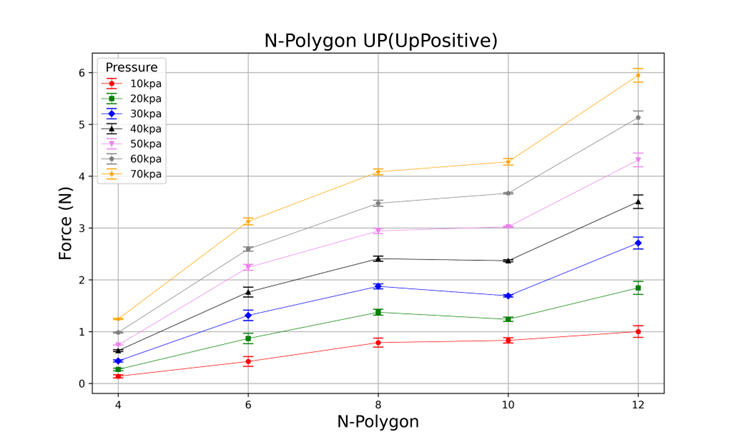 N-Polygon UP(UpPositive)
Pressure
10kpa
20kpa
30kpa
40kpa
50kpa
60kpa
70kpa
Force (N)
6
5
4
3
2
1
0
4 6 8 10 12
N-Polygon